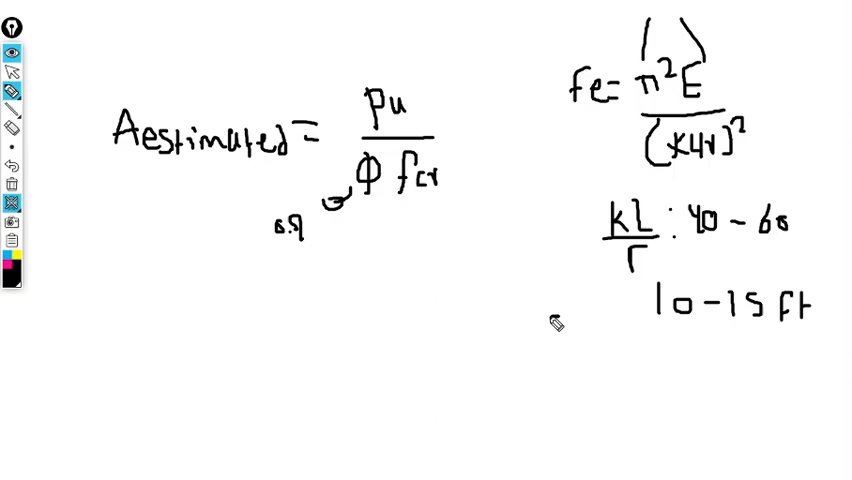 Aestimated = Pu / Φ Fcr
0.9
Fe = π²E / (KL/r)²
KL/r : 40 - 60
10 - 15 ft